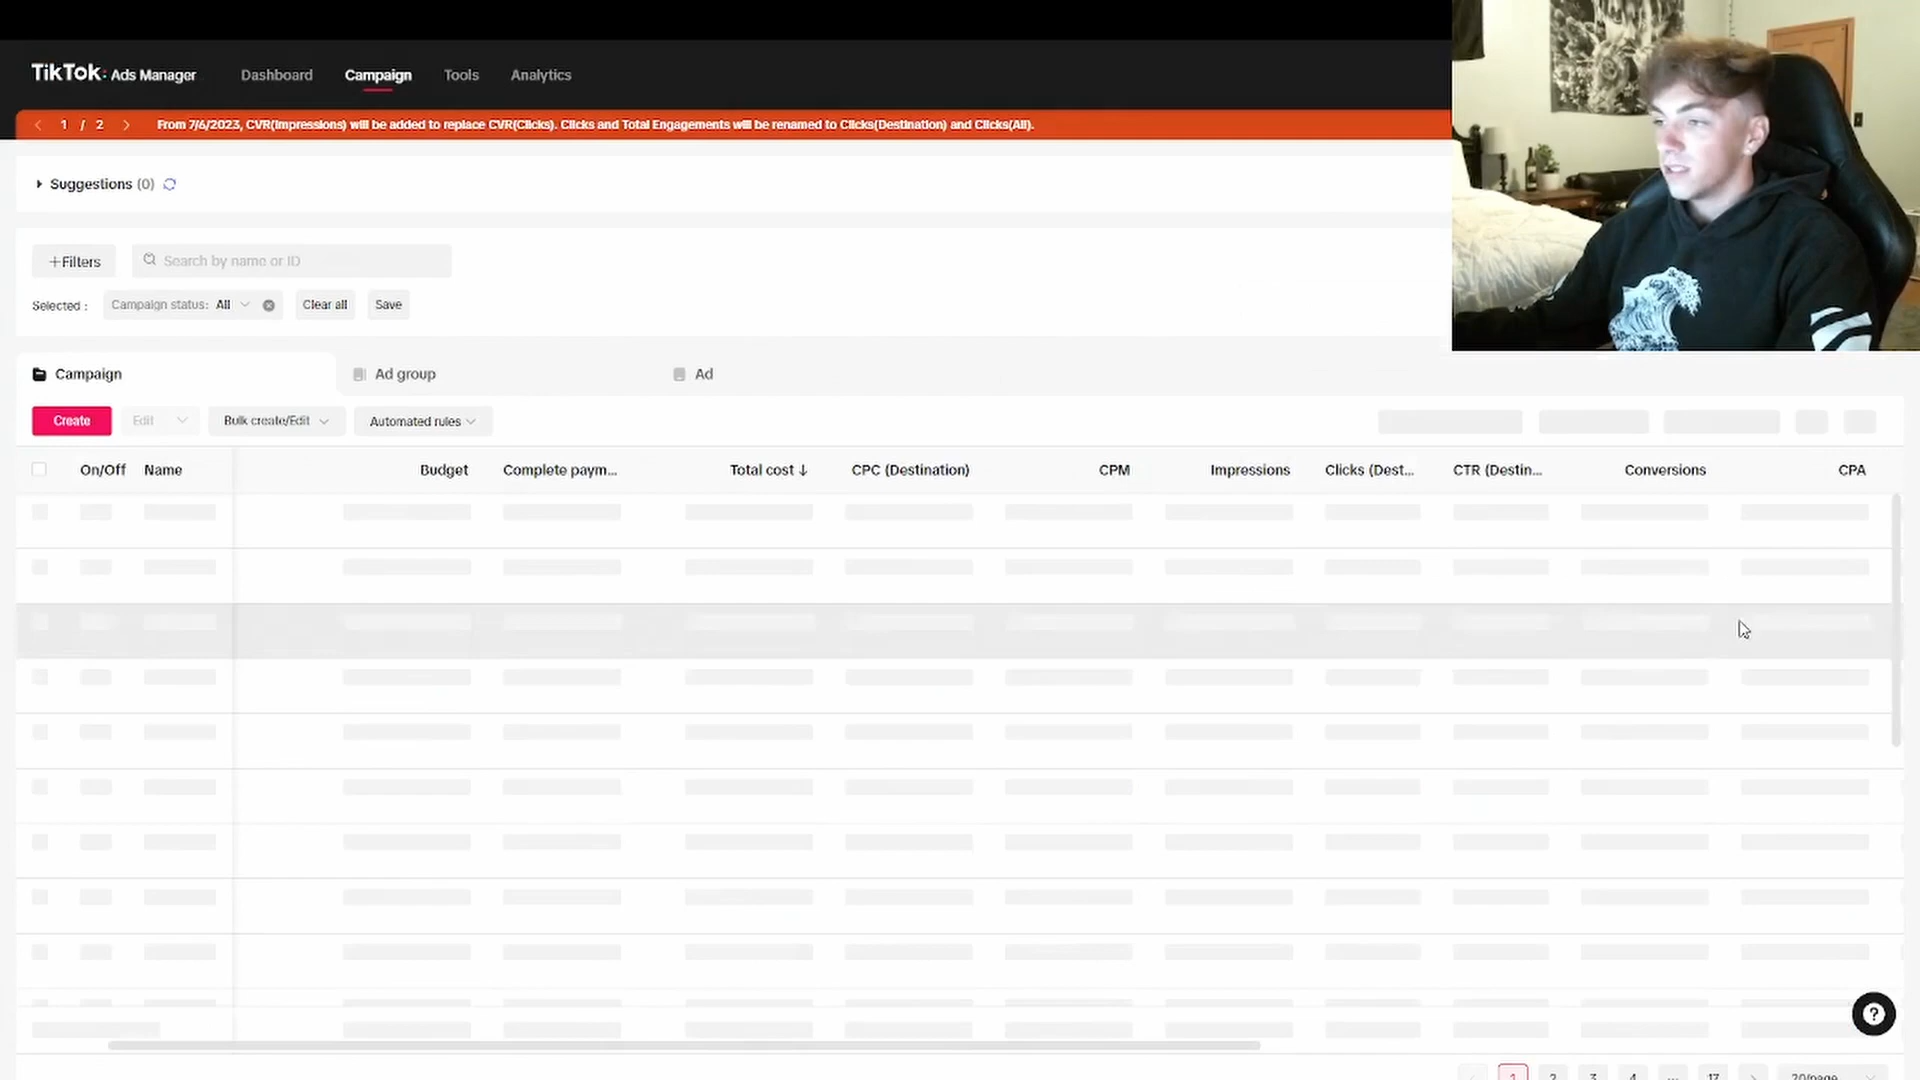 TikTok: Ads Manager Dashboard Campaign Tools Analytics
1 / 2 From 7/6/2023, CVR(Impressions) will be added to replace CVR(Clicks). Clicks and Total Engagements will be renamed to Clicks(Destination) and Clicks(All).
Suggestions (0)
+Filters Search by name or ID
Selected : Campaign status: All Clear all Save
Campaign Ad group Ad
Create Edit Bulk create/Edit Automated rules
On/Off Name Budget Complete paym... Total cost ↓ CPC (Destination) CPM Impressions Clicks (Dest... CTR (Destin... Conversions CPA
?
1 2 3 4 ... 17 20/page